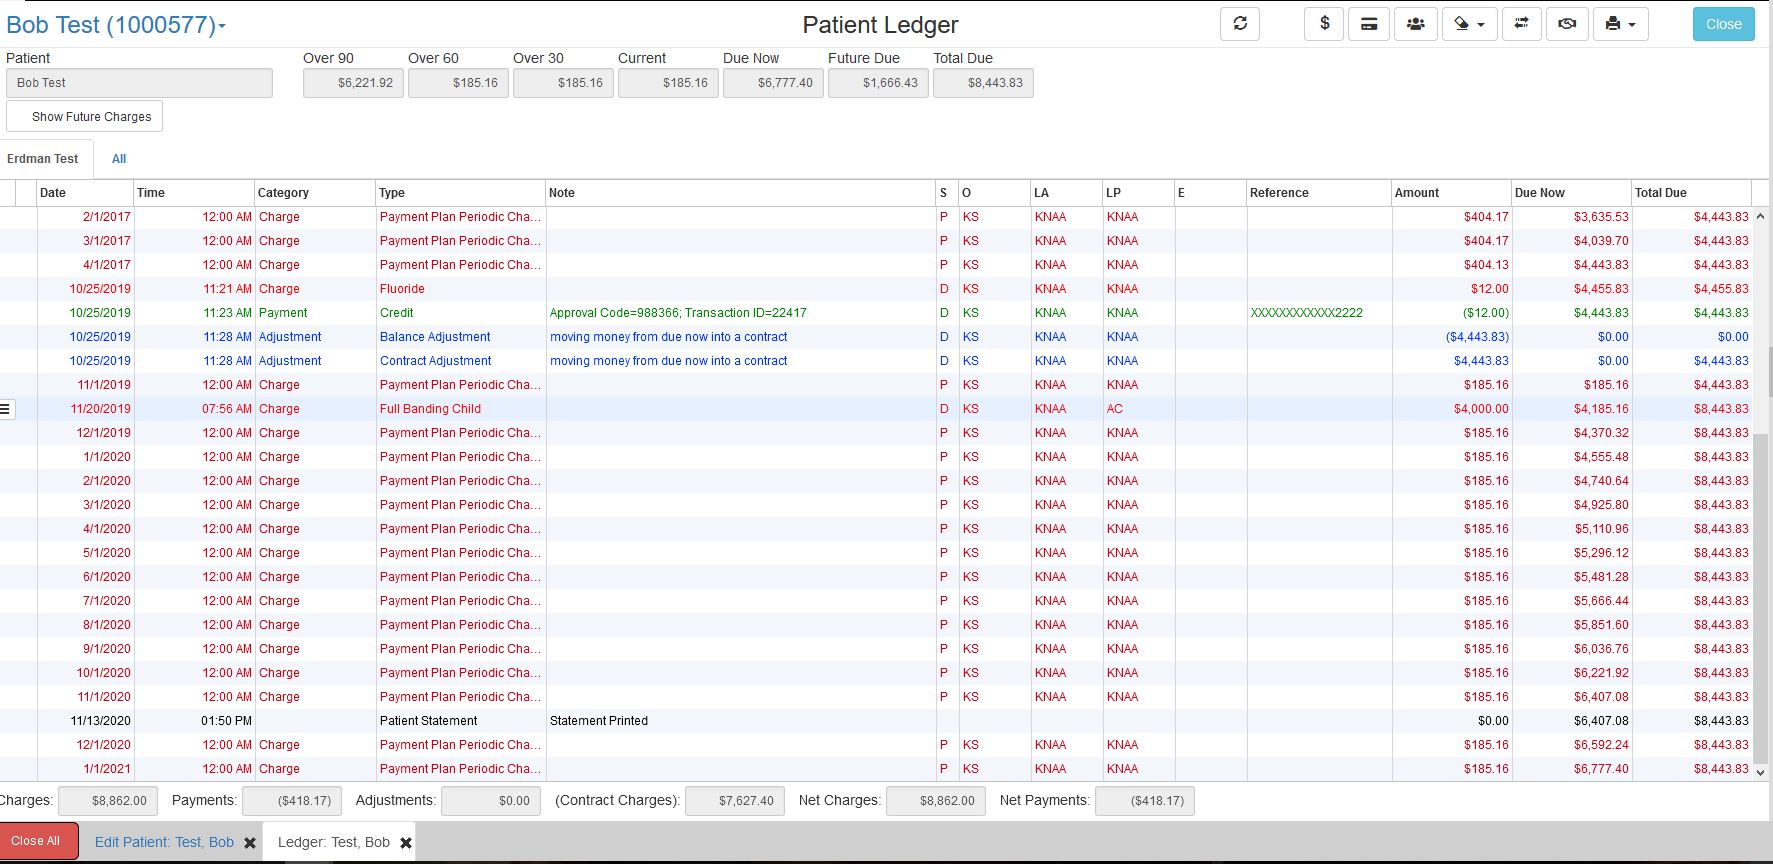 Bob Test (1000577)
Patient Ledger
$
Close
Patient Over 90 Over 60 Over 30 Current Due Now Future Due Total Due
Bob Test $6,221.92 $185.16 $185.16 $185.16 $6,777.40 $1,666.43 $8,443.83
Show Future Charges
Erdman Test All
Date Time Category Type Note S O LA LP E Reference Amount Due Now Total Due
2/1/2017 12:00 AM Charge Payment Plan Periodic Cha... P KS KNAA KNAA $404.17 $3,635.53 $4,443.83
3/1/2017 12:00 AM Charge Payment Plan Periodic Cha... P KS KNAA KNAA $404.17 $4,039.70 $4,443.83
4/1/2017 12:00 AM Charge Payment Plan Periodic Cha... P KS KNAA KNAA $404.13 $4,443.83 $4,443.83
10/25/2019 11:21 AM Charge Fluoride D KS KNAA KNAA $12.00 $4,455.83 $4,455.83
10/25/2019 11:23 AM Payment Credit Approval Code=988366; Transaction ID=22417 D KS KNAA KNAA XXXXXXXXXXXX2222 ($12.00) $4,443.83 $4,443.83
10/25/2019 11:28 AM Adjustment Balance Adjustment moving money from due now into a contract D KS KNAA KNAA ($4,443.83) $0.00 $0.00
10/25/2019 11:28 AM Adjustment Contract Adjustment moving money from due now into a contract D KS KNAA KNAA $4,443.83 $0.00 $4,443.83
11/1/2019 12:00 AM Charge Payment Plan Periodic Cha... P KS KNAA KNAA $185.16 $185.16 $4,443.83
11/20/2019 07:56 AM Charge Full Banding Child D KS KNAA AC $4,000.00 $4,185.16 $8,443.83
12/1/2019 12:00 AM Charge Payment Plan Periodic Cha... P KS KNAA KNAA $185.16 $4,370.32 $8,443.83
1/1/2020 12:00 AM Charge Payment Plan Periodic Cha... P KS KNAA KNAA $185.16 $4,555.48 $8,443.83
2/1/2020 12:00 AM Charge Payment Plan Periodic Cha... P KS KNAA KNAA $185.16 $4,740.64 $8,443.83
3/1/2020 12:00 AM Charge Payment Plan Periodic Cha... P KS KNAA KNAA $185.16 $4,925.80 $8,443.83
4/1/2020 12:00 AM Charge Payment Plan Periodic Cha... P KS KNAA KNAA $185.16 $5,110.96 $8,443.83
5/1/2020 12:00 AM Charge Payment Plan Periodic Cha... P KS KNAA KNAA $185.16 $5,296.12 $8,443.83
6/1/2020 12:00 AM Charge Payment Plan Periodic Cha... P KS KNAA KNAA $185.16 $5,481.28 $8,443.83
7/1/2020 12:00 AM Charge Payment Plan Periodic Cha... P KS KNAA KNAA $185.16 $5,666.44 $8,443.83
8/1/2020 12:00 AM Charge Payment Plan Periodic Cha... P KS KNAA KNAA $185.16 $5,851.60 $8,443.83
9/1/2020 12:00 AM Charge Payment Plan Periodic Cha... P KS KNAA KNAA $185.16 $6,036.76 $8,443.83
10/1/2020 12:00 AM Charge Payment Plan Periodic Cha... P KS KNAA KNAA $185.16 $6,221.92 $8,443.83
11/1/2020 12:00 AM Charge Payment Plan Periodic Cha... P KS KNAA KNAA $185.16 $6,407.08 $8,443.83
11/13/2020 01:50 PM Patient Statement Statement Printed $0.00 $6,407.08 $8,443.83
12/1/2020 12:00 AM Charge Payment Plan Periodic Cha... P KS KNAA KNAA $185.16 $6,592.24 $8,443.83
1/1/2021 12:00 AM Charge Payment Plan Periodic Cha... P KS KNAA KNAA $185.16 $6,777.40 $8,443.83
Charges: $8,862.00 Payments: ($418.17) Adjustments: $0.00 (Contract Charges): $7,627.40 Net Charges: $8,862.00 Net Payments: ($418.17)
Close All Edit Patient: Test, Bob Ledger: Test, Bob